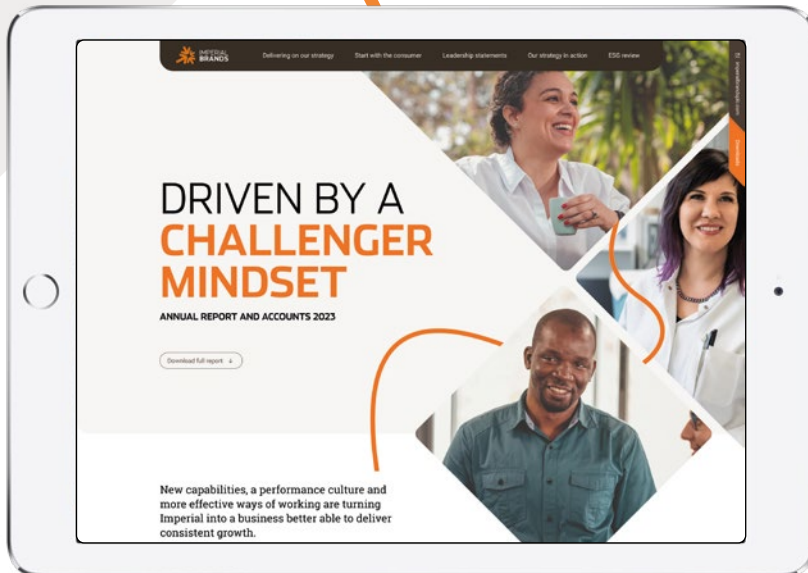 IMPERIAL
BRANDS
Delivering on our strategy
Start with the consumer
Leadership statements
Our strategy in action
ESG review
imperialbrandsplc.com
Downloads
DRIVEN BY A
CHALLENGER
MINDSET
ANNUAL REPORT AND ACCOUNTS 2023
Download full report
New capabilities, a performance culture and
more effective ways of working are turning
Imperial into a business better able to deliver
consistent growth.